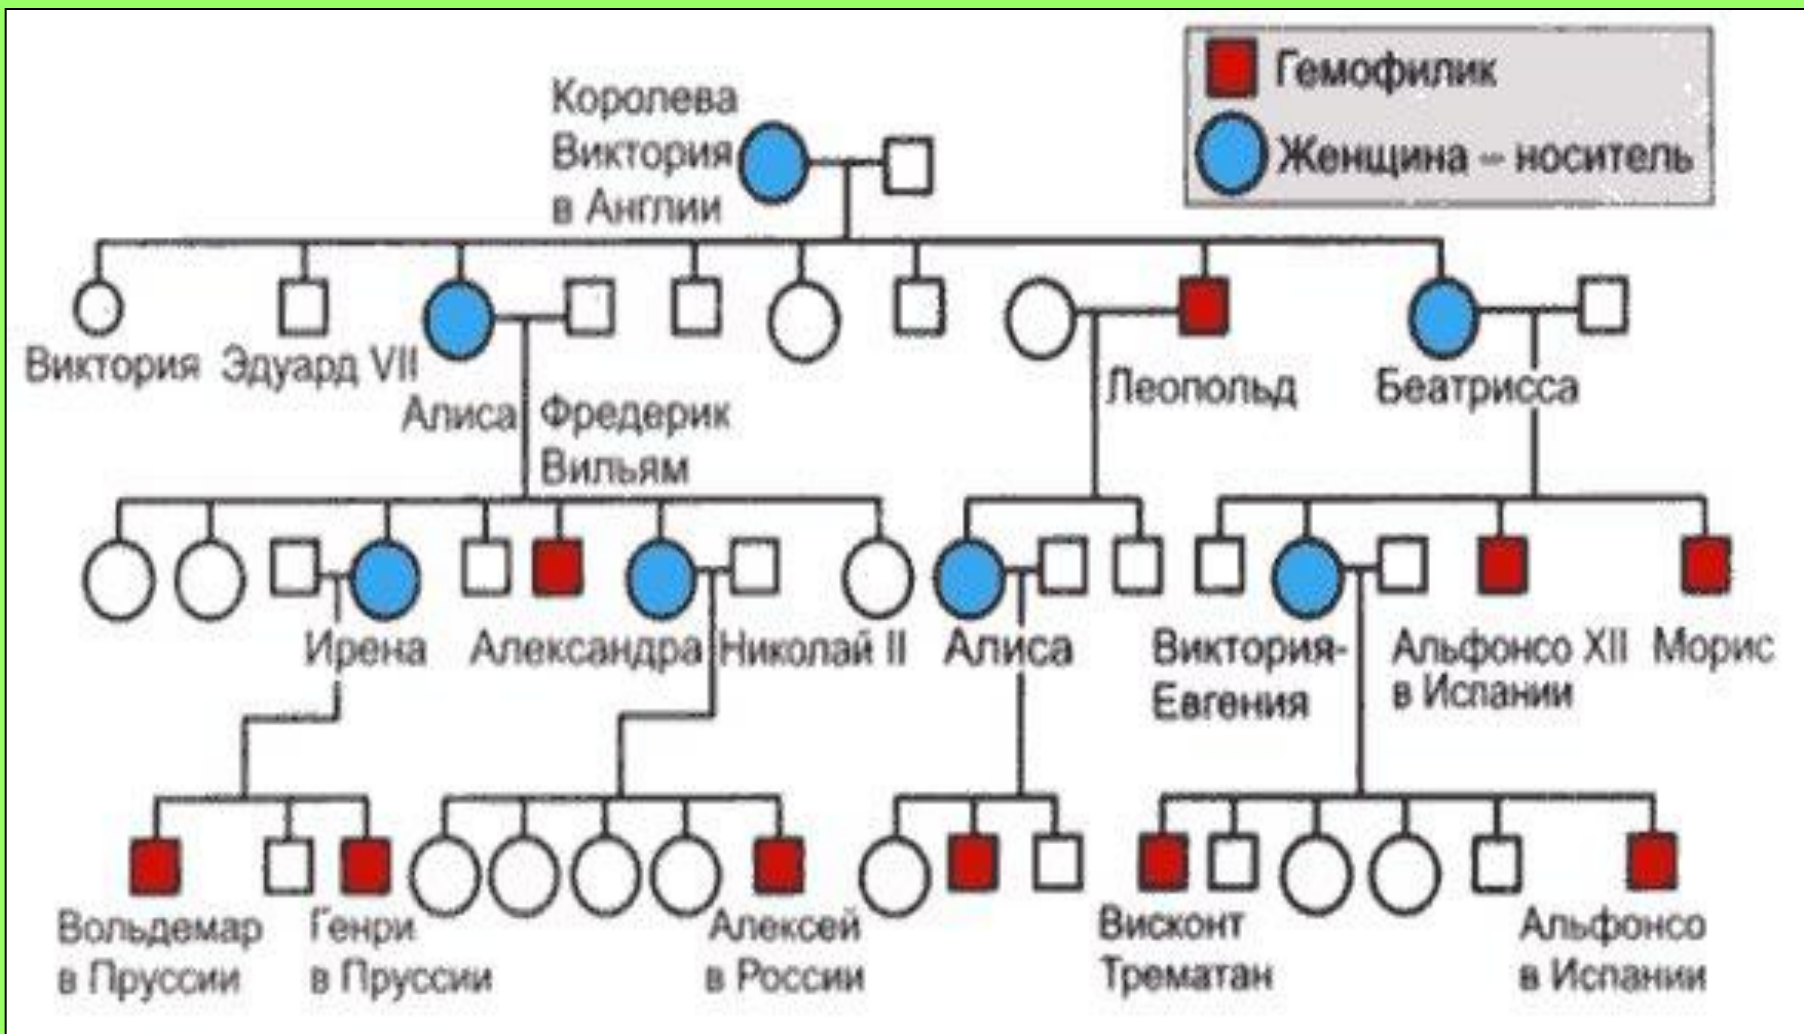 Гемофилик
Женщина – носитель
Королева
Виктория
в Англии
Виктория
Эдуард VII
Алиса
Фредерик
Вильям
Леопольд
Беатрисса
Ирена
Александра
Николай II
Алиса
Виктория-
Евгения
Альфонсо XII
в Испании
Морис
Вольдемар
в Пруссии
Генри
в Пруссии
Алексей
в России
Висконт
Трематан
Альфонсо
в Испании